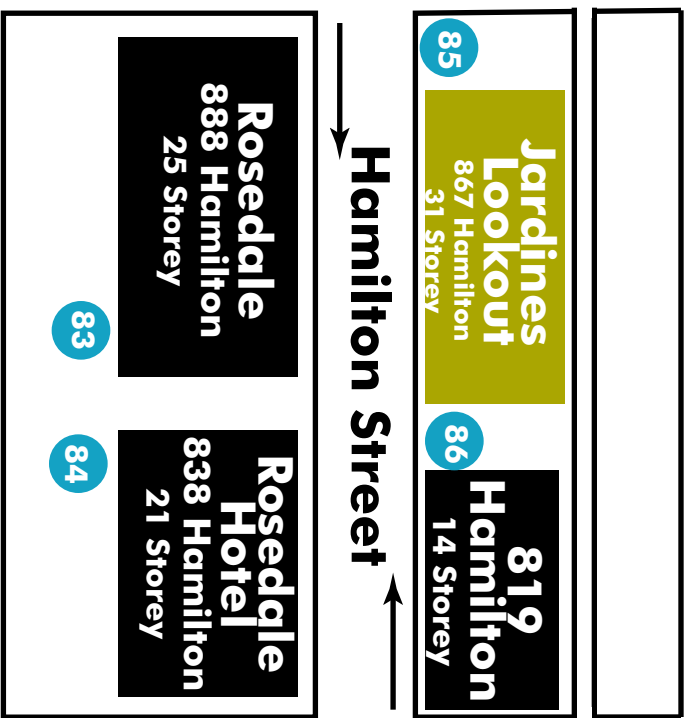 85
Jardines
Lookout
867 Hamilton
31 Storey
86
819
Hamilton
14 Storey
Hamilton Street
Rosedale
888 Hamilton
25 Storey
83
Rosedale
Hotel
838 Hamilton
21 Storey
84